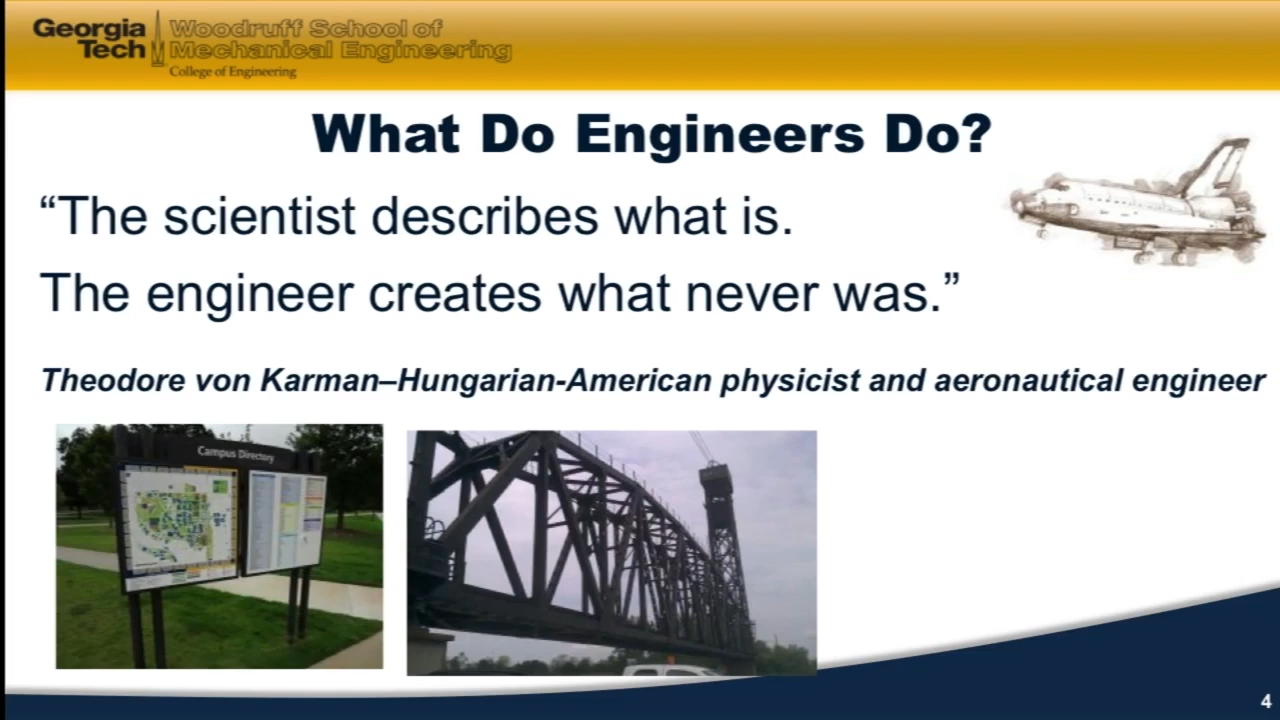 Georgia Tech
Woodruff School of
Mechanical Engineering
College of Engineering
What Do Engineers Do?
“The scientist describes what is.
The engineer creates what never was.”
Theodore von Karman–Hungarian-American physicist and aeronautical engineer
Campus Directory
4